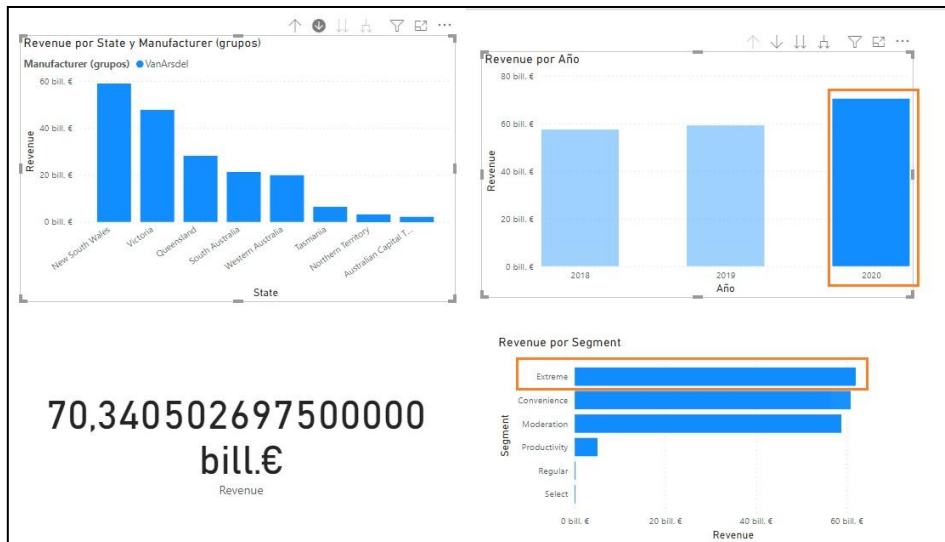 Revenue por State y Manufacturer (grupos)
Manufacturer (grupos) VanArsdel
60 bill. €
40 bill. €
20 bill. €
0 bill. €
Revenue
New South Wales
Victoria
Queensland
South Australia
Western Australia
Tasmania
Northern Territory
Australian Capital T...
State
Revenue por Año
80 bill. €
60 bill. €
40 bill. €
20 bill. €
0 bill. €
Revenue
2018
2019
2020
Año
70,340502697500000
bill.€
Revenue
Revenue por Segment
Segment
Extreme
Convenience
Moderation
Productivity
Regular
Select
0 bill. €
20 bill. €
40 bill. €
60 bill. €
Revenue